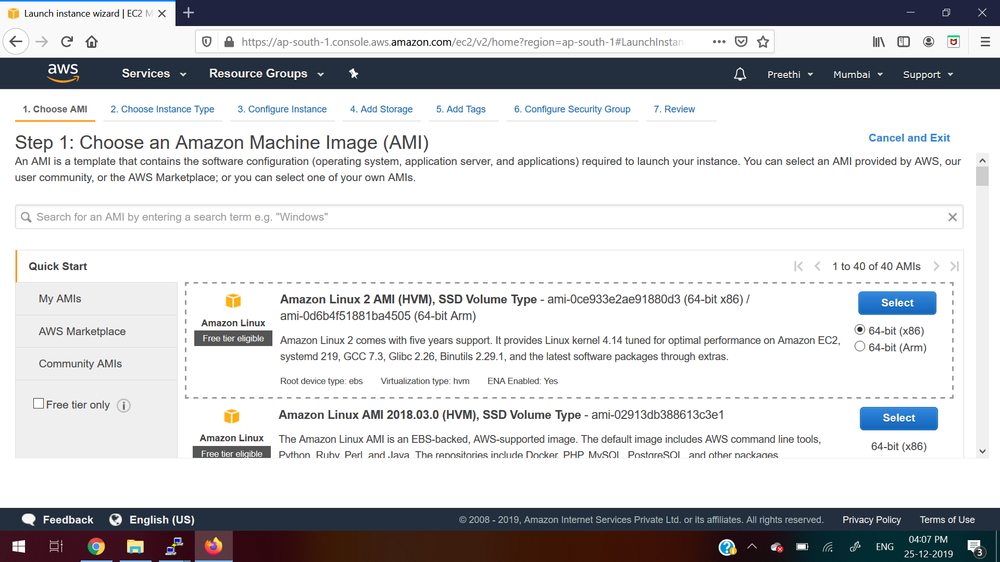 Launch instance wizard | EC2 M
https://ap-south-1.console.aws.amazon.com/ec2/v2/home?region=ap-south-1#LaunchInstan
aws
Services
Resource Groups
Preethi
Mumbai
Support
1. Choose AMI
2. Choose Instance Type
3. Configure Instance
4. Add Storage
5. Add Tags
6. Configure Security Group
7. Review
Step 1: Choose an Amazon Machine Image (AMI)
Cancel and Exit
An AMI is a template that contains the software configuration (operating system, application server, and applications) required to launch your instance. You can select an AMI provided by AWS, our
user community, or the AWS Marketplace; or you can select one of your own AMIs.
Search for an AMI by entering a search term e.g. "Windows"
Quick Start
1 to 40 of 40 AMIs
My AMIs
AWS Marketplace
Community AMIs
Free tier only
Amazon Linux
Free tier eligible
Amazon Linux 2 AMI (HVM), SSD Volume Type - ami-0ce933e2ae91880d3 (64-bit x86) /
ami-0d6b4f51881ba4505 (64-bit Arm)
Amazon Linux 2 comes with five years support. It provides Linux kernel 4.14 tuned for optimal performance on Amazon EC2,
systemd 219, GCC 7.3, Glibc 2.26, Binutils 2.29.1, and the latest software packages through extras.
Root device type: ebs
Virtualization type: hvm
ENA Enabled: Yes
Select
64-bit (x86)
64-bit (Arm)
Amazon Linux
Free tier eligible
Amazon Linux AMI 2018.03.0 (HVM), SSD Volume Type - ami-02913db388613c3e1
The Amazon Linux AMI is an EBS-backed, AWS-supported image. The default image includes AWS command line tools,
Python, Ruby, Perl, and Java. The repositories include Docker, PHP, MySQL, PostgreSQL, and other packages.
Select
64-bit (x86)
Feedback
English (US)
© 2008 - 2019, Amazon Internet Services Private Ltd. or its affiliates. All rights reserved.
Privacy Policy
Terms of Use
ENG
04:07 PM
25-12-2019
3